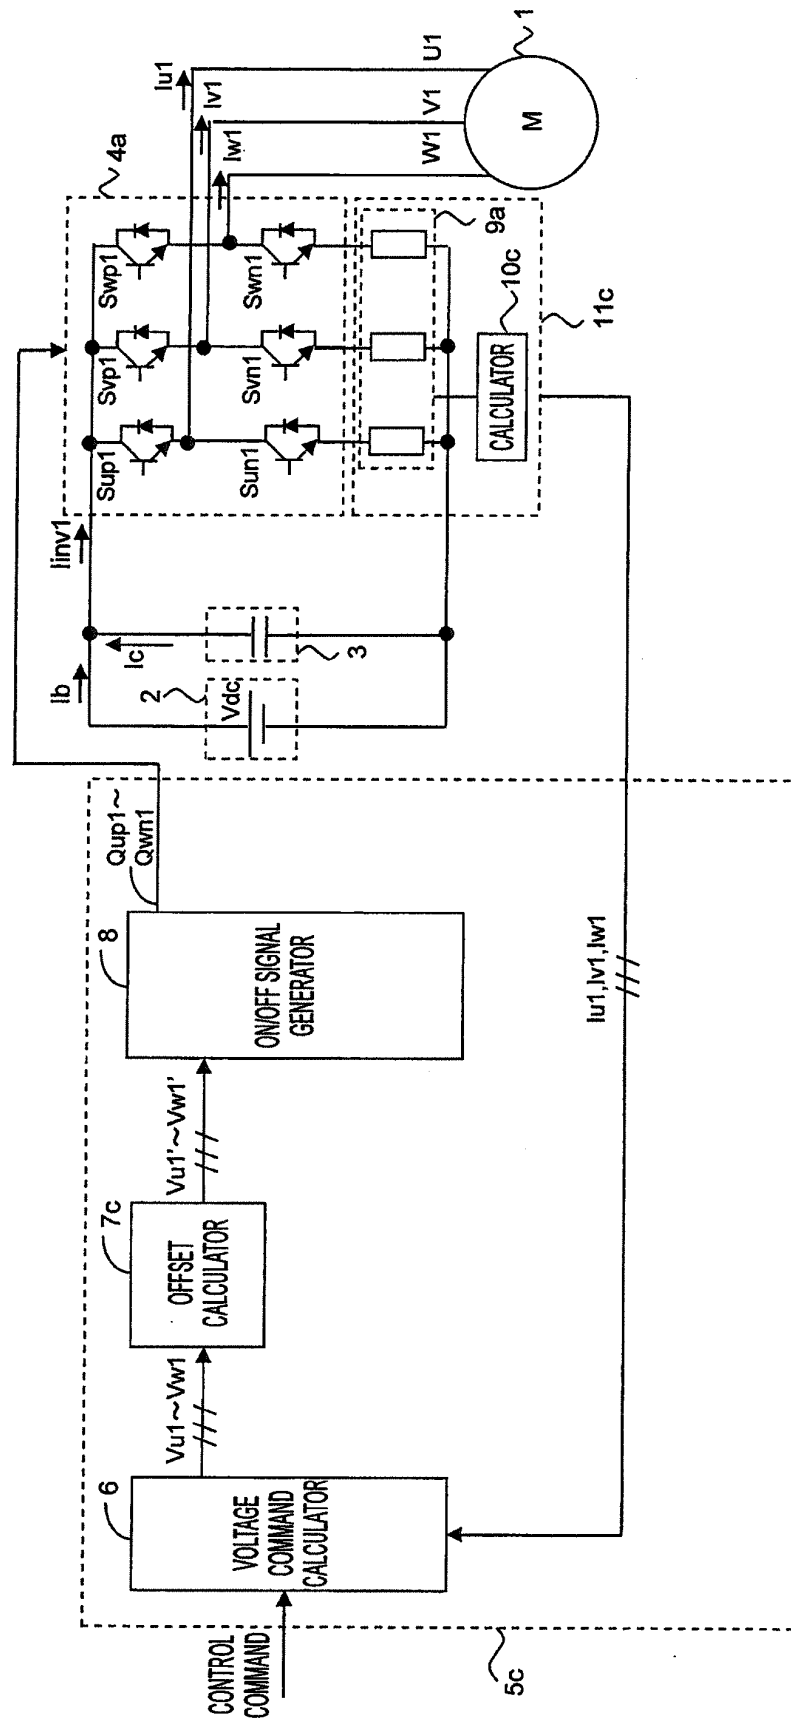 CONTROL
COMMAND
6
VOLTAGE
COMMAND
CALCULATOR
Vu1~Vw1
7c
OFFSET
CALCULATOR
Vu1'~Vw1'
8
ON/OFF SIGNAL
GENERATOR
Qup1~
Qwn1
5c
Iu1,Iv1,Iw1
Ib
2
Vdc
Ic
3
Iinv1
4a
Sup1
Svp1
Swp1
Sun1
Svn1
Swn1
Iu1
Iv1
Iw1
U1
V1
W1
1
M
9a
CALCULATOR
10c
11c